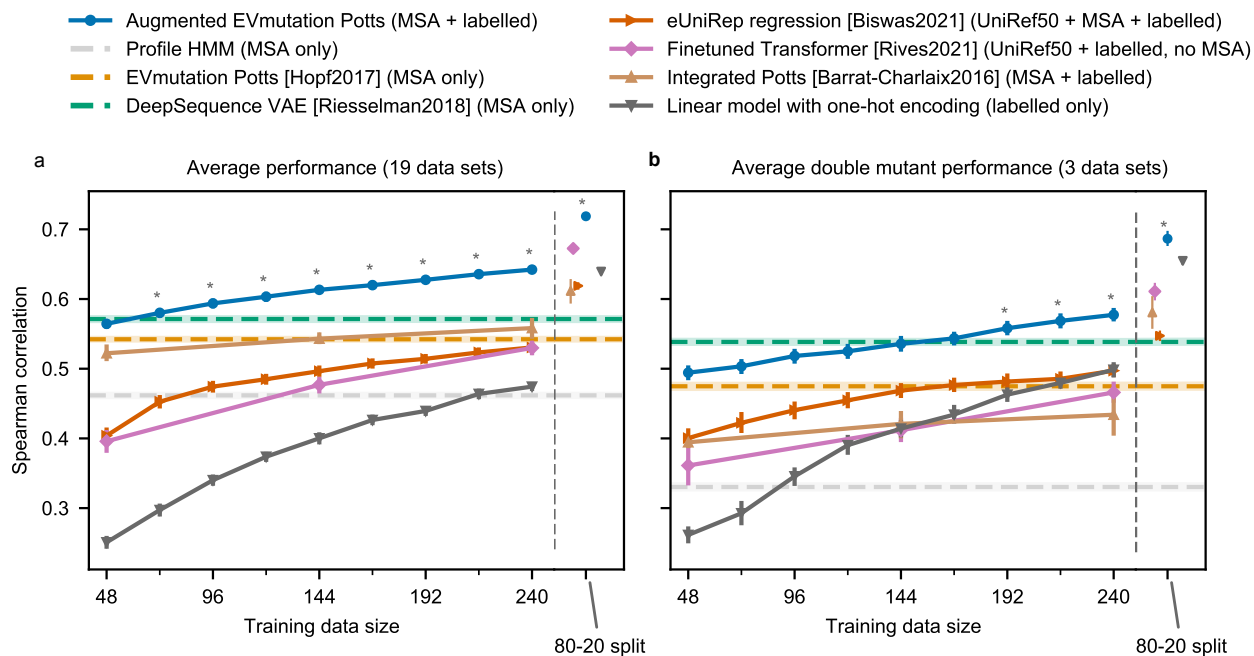 Augmented EVmutation Potts (MSA + labelled)
Profile HMM (MSA only)
EVmutation Potts [Hopf2017] (MSA only)
DeepSequence VAE [Riesselman2018] (MSA only)
eUniRep regression [Biswas2021] (UniRef50 + MSA + labelled)
Finetuned Transformer [Rives2021] (UniRef50 + labelled, no MSA)
Integrated Potts [Barrat-Charlaix2016] (MSA + labelled)
Linear model with one-hot encoding (labelled only)
a
Average performance (19 data sets)
Spearman correlation
0.7
0.6
0.5
0.4
0.3
* * * * * * * * *
48 96 144 192 240
Training data size
80-20 split
b
Average double mutant performance (3 data sets)
* * * *
48 96 144 192 240
Training data size
80-20 split